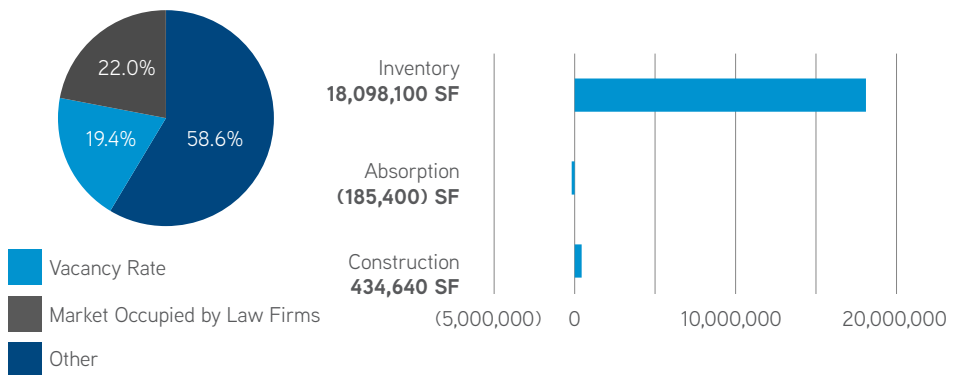 22.0%
19.4%
58.6%
Vacancy Rate
Market Occupied by Law Firms
Other
Inventory
18,098,100 SF
Absorption
(185,400) SF
Construction
434,640 SF
(5,000,000) 0 10,000,000 20,000,000